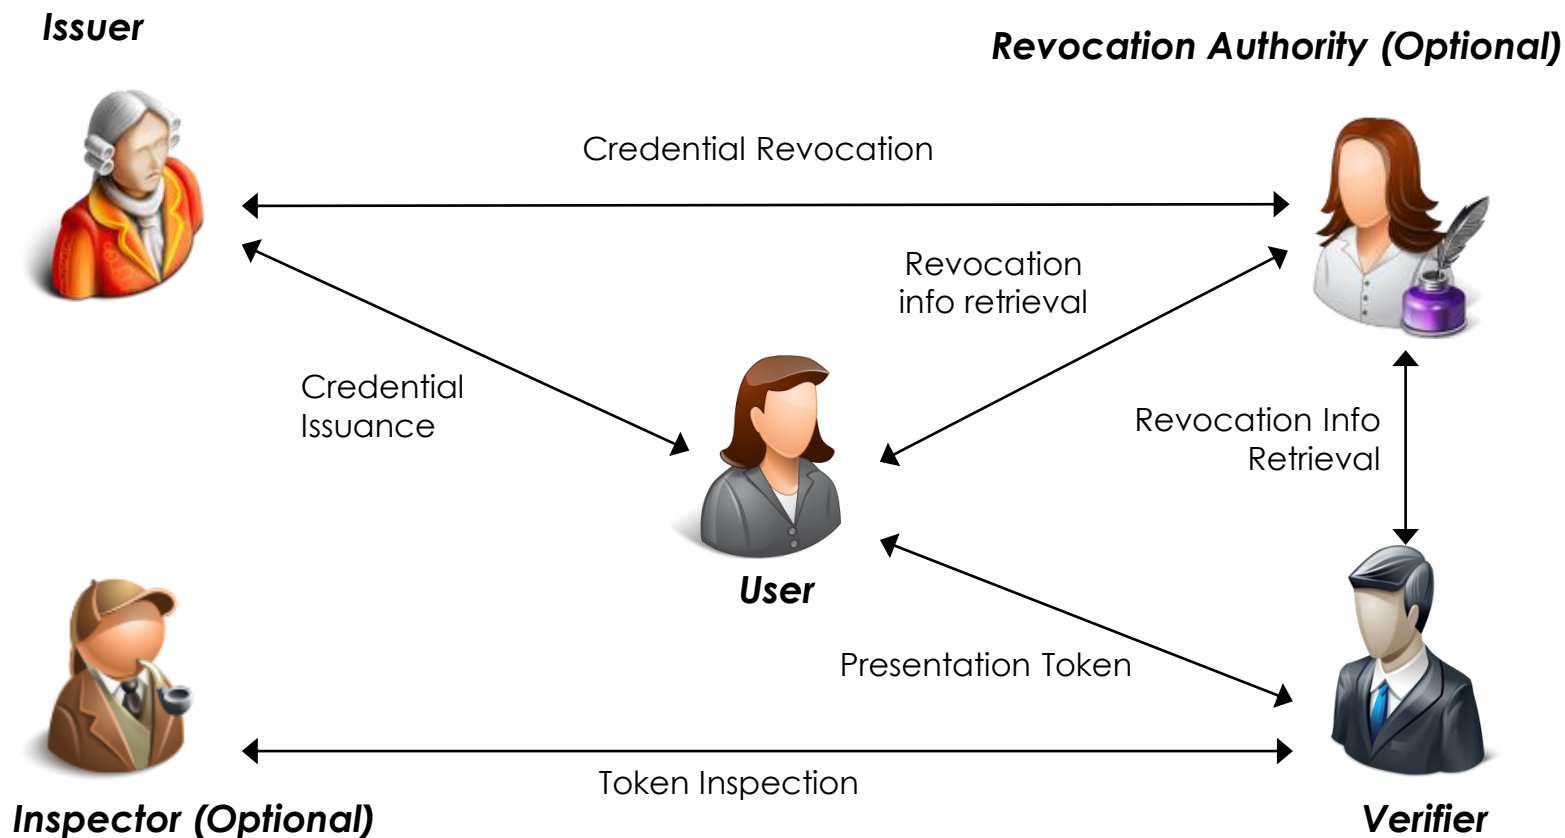 Issuer
Revocation Authority (Optional)
Credential Revocation
Revocation
info retrieval
Credential
Issuance
Revocation Info
Retrieval
User
Presentation Token
Token Inspection
Inspector (Optional)
Verifier